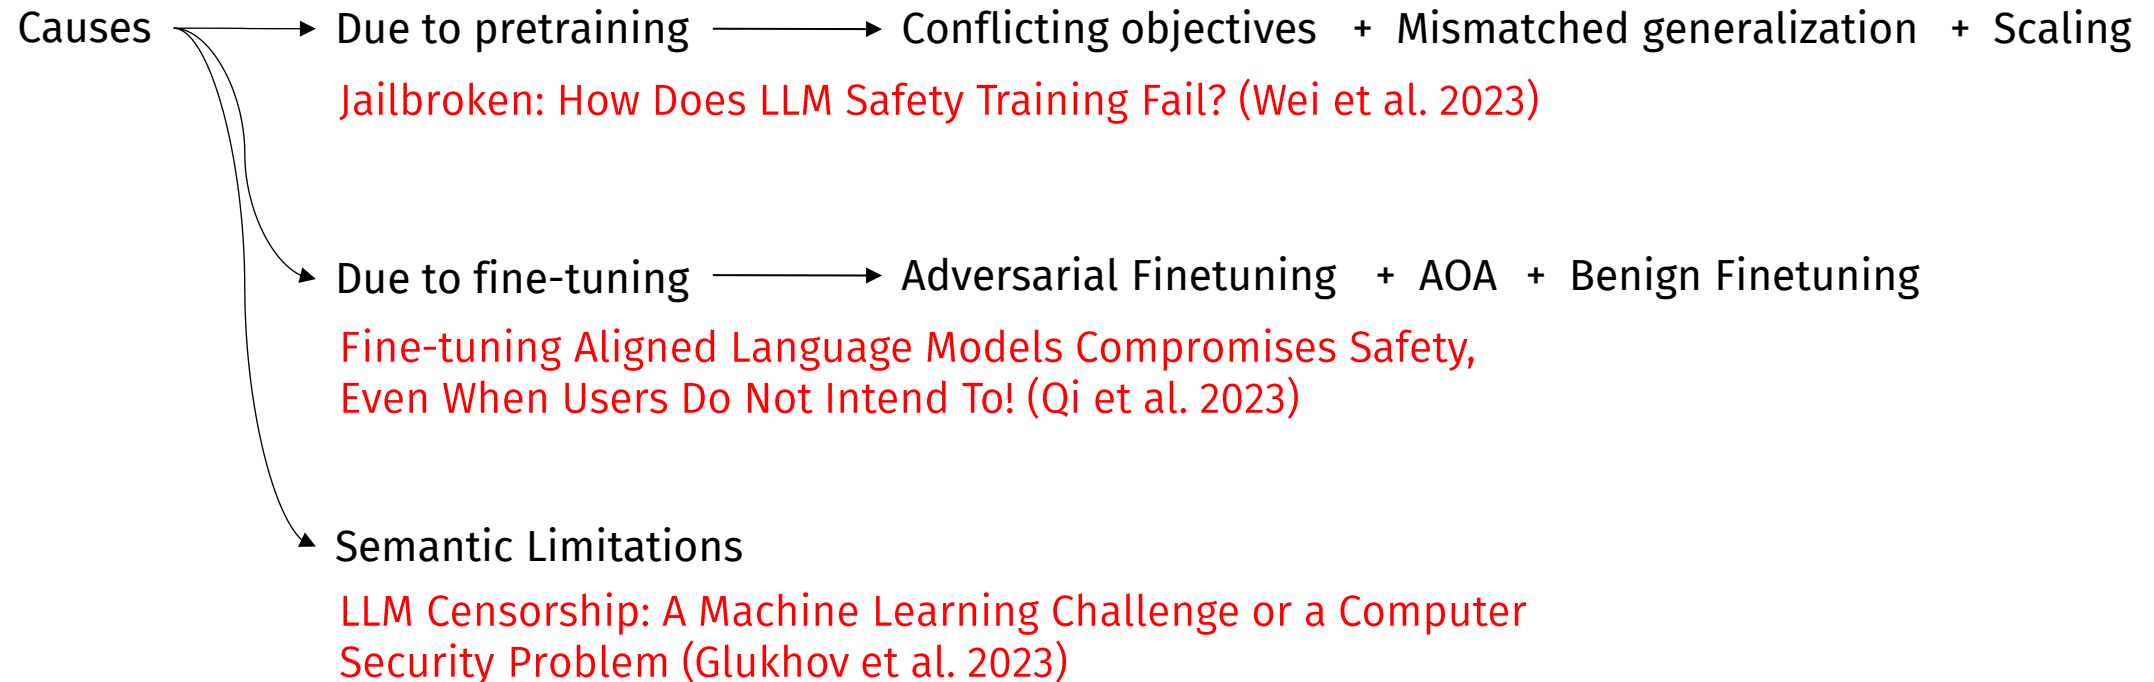 Causes Due to pretraining Conflicting objectives + Mismatched generalization + Scaling
Jailbroken: How Does LLM Safety Training Fail? (Wei et al. 2023)
Due to fine-tuning Adversarial Finetuning + AOA + Benign Finetuning
Fine-tuning Aligned Language Models Compromises Safety,
Even When Users Do Not Intend To! (Qi et al. 2023)
Semantic Limitations
LLM Censorship: A Machine Learning Challenge or a Computer
Security Problem (Glukhov et al. 2023)